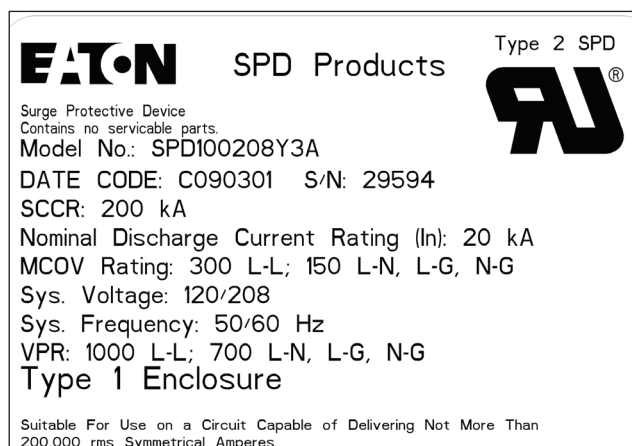 EATON SPD Products Type 2 SPD
RU®
Surge Protective Device
Contains no servicable parts.
Model No.: SPD100208Y3A
DATE CODE: C090301 S/N: 29594
SCCR: 200 kA
Nominal Discharge Current Rating (In): 20 kA
MCOV Rating: 300 L-L; 150 L-N, L-G, N-G
Sys. Voltage: 120/208
Sys. Frequency: 50/60 Hz
VPR: 1000 L-L; 700 L-N, L-G, N-G
Type 1 Enclosure
Suitable For Use on a Circuit Capable of Delivering Not More Than
200,000 rms Symmetrical Amperes.